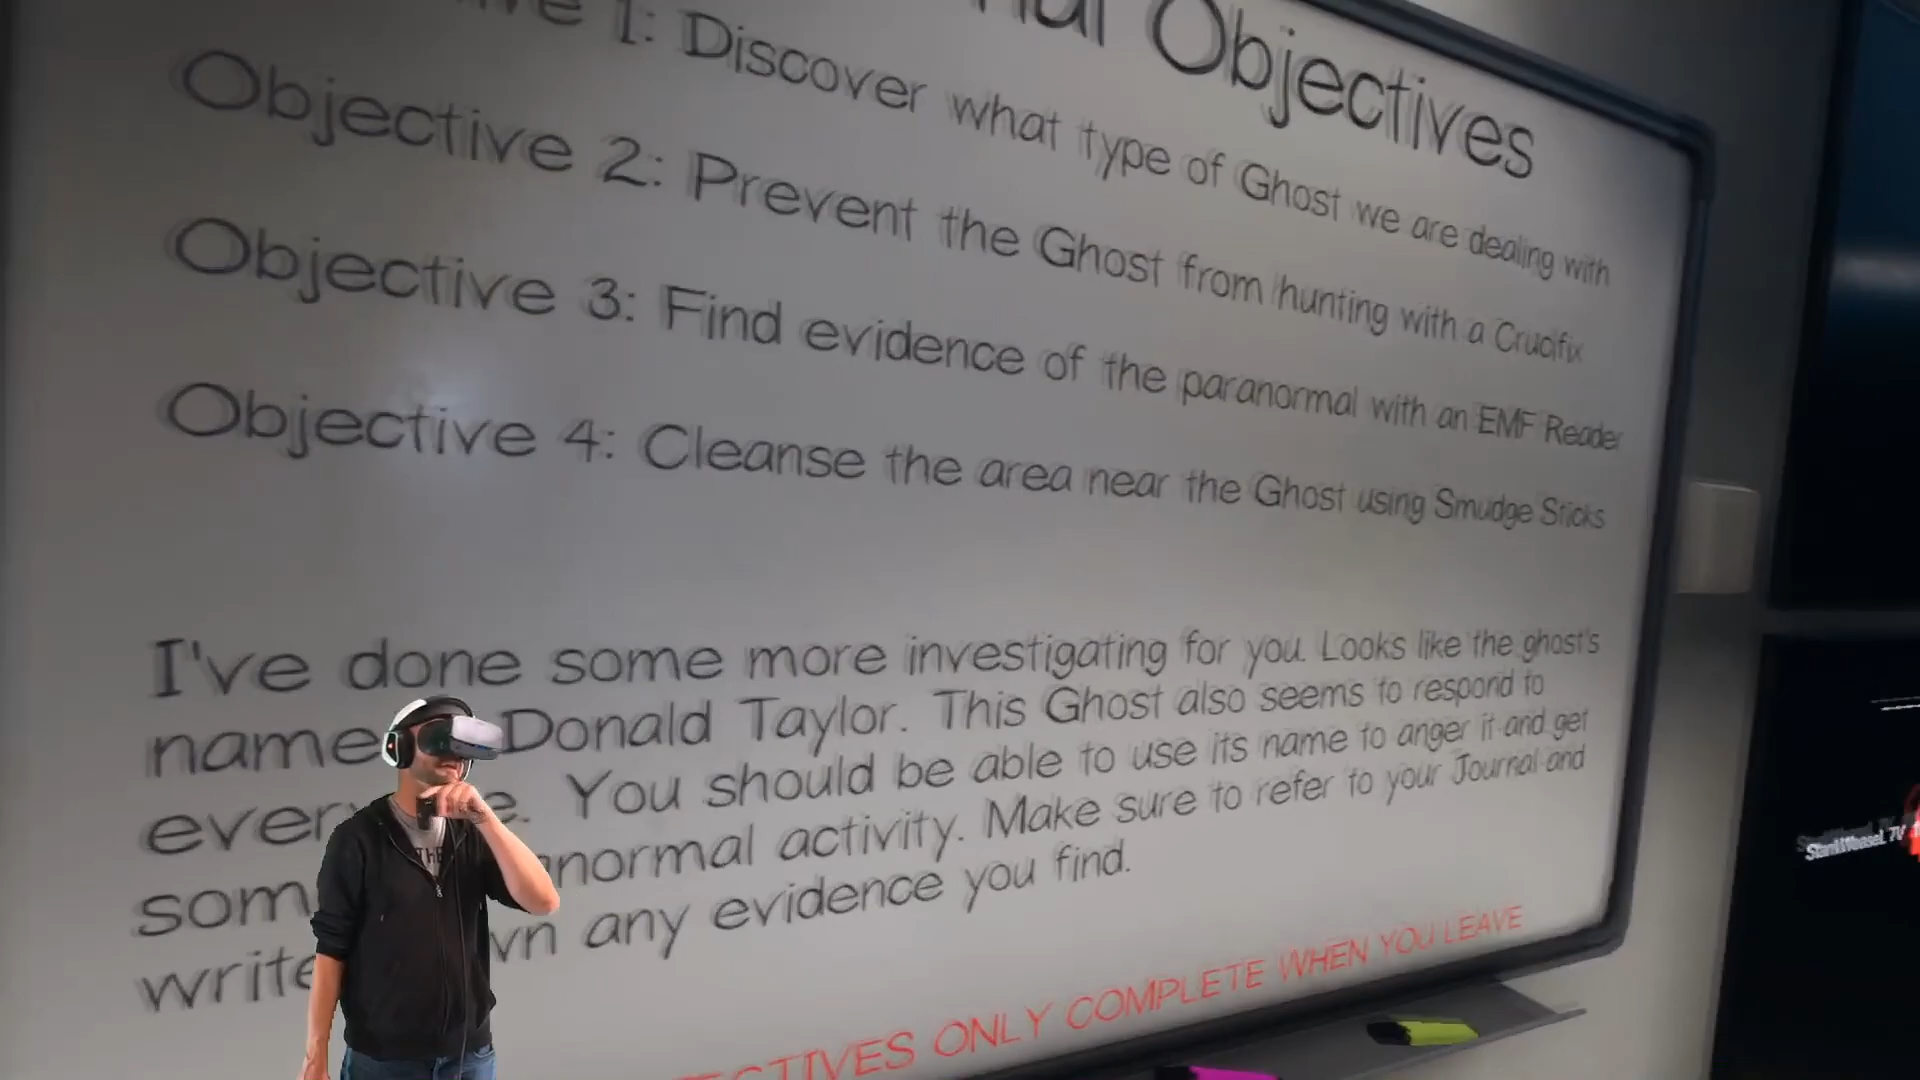 Objectives
1: Discover what type of Ghost we are dealing with
Objective 2: Prevent the Ghost from hunting with a Crucifix
Objective 3: Find evidence of the paranormal with an EMF Reader
Objective 4: Cleanse the area near the Ghost using Smudge Sticks
I've done some more investigating for you. Looks like the ghost's
name Donald Taylor. This Ghost also seems to respond to
You should be able to use its name to anger it and get
activity. Make sure to refer to your Journal and
write any evidence you find.
ONLY COMPLETE WHEN YOU LEAVE
THE